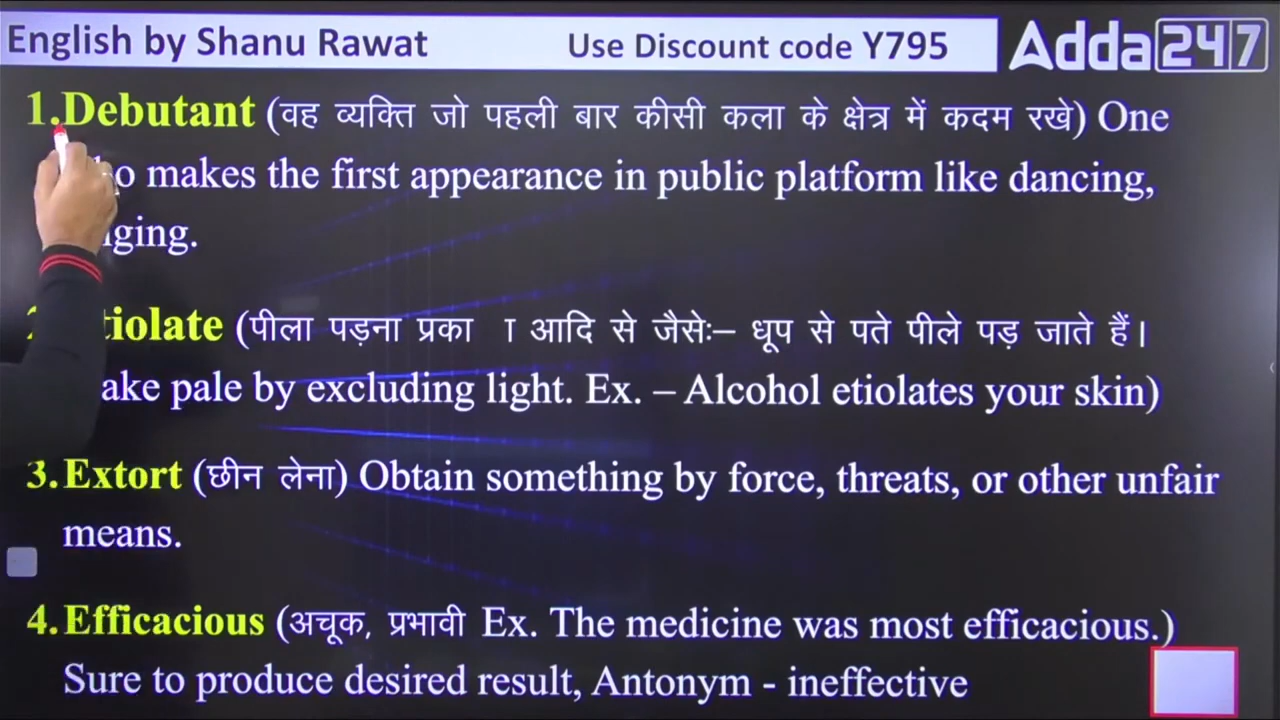 English by Shanu Rawat
Use Discount code Y795
Adda247
1.Debutant (वह व्यक्ति जो पहली बार कीसी कला के क्षेत्र में कदम रखे) One
makes the first appearance in public platform like dancing,
(पीला पड़ना प्रका ा आदि से जैसेः– धूप से पते पीले पड़ जाते हैं।
pale by excluding light. Ex. – Alcohol etiolates your skin)
3.Extort (छीन लेना) Obtain something by force, threats, or other unfair
means.
4.Efficacious (अचूक, प्रभावी Ex. The medicine was most efficacious.)
Sure to produce desired result, Antonym - ineffective